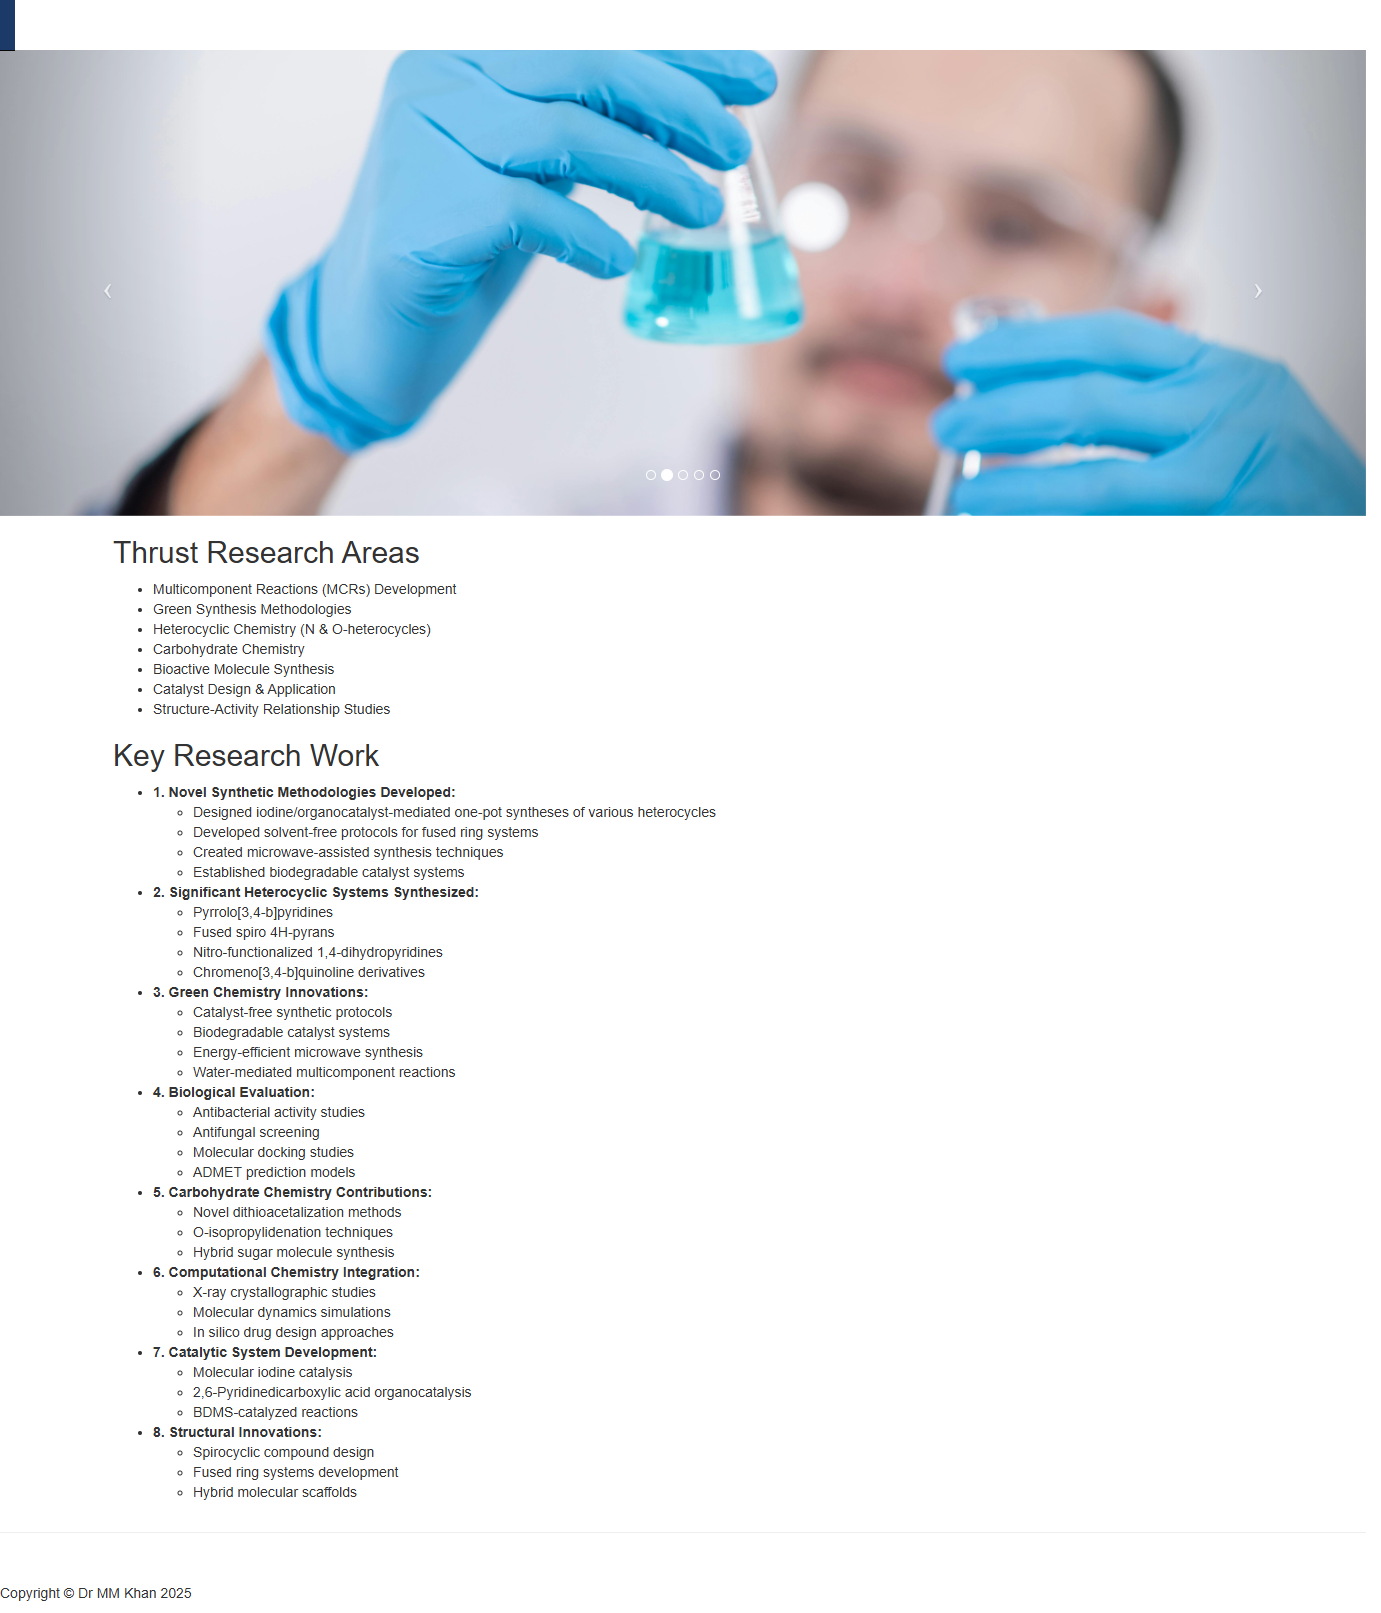 Thrust Research Areas
Multicomponent Reactions (MCRs) Development
Green Synthesis Methodologies
Heterocyclic Chemistry (N & O-heterocycles)
Carbohydrate Chemistry
Bioactive Molecule Synthesis
Catalyst Design & Application
Structure-Activity Relationship Studies
Key Research Work
1. Novel Synthetic Methodologies Developed:
Designed iodine/organocatalyst-mediated one-pot syntheses of various heterocycles
Developed solvent-free protocols for fused ring systems
Created microwave-assisted synthesis techniques
Established biodegradable catalyst systems
2. Significant Heterocyclic Systems Synthesized:
Pyrrolo[3,4-b]pyridines
Fused spiro 4H-pyrans
Nitro-functionalized 1,4-dihydropyridines
Chromeno[3,4-b]quinoline derivatives
3. Green Chemistry Innovations:
Catalyst-free synthetic protocols
Biodegradable catalyst systems
Energy-efficient microwave synthesis
Water-mediated multicomponent reactions
4. Biological Evaluation:
Antibacterial activity studies
Antifungal screening
Molecular docking studies
ADMET prediction models
5. Carbohydrate Chemistry Contributions:
Novel dithioacetalization methods
O-isopropylidenation techniques
Hybrid sugar molecule synthesis
6. Computational Chemistry Integration:
X-ray crystallographic studies
Molecular dynamics simulations
In silico drug design approaches
7. Catalytic System Development:
Molecular iodine catalysis
2,6-Pyridinedicarboxylic acid organocatalysis
BDMS-catalyzed reactions
8. Structural Innovations:
Spirocyclic compound design
Fused ring systems development
Hybrid molecular scaffolds
Copyright © Dr MM Khan 2025